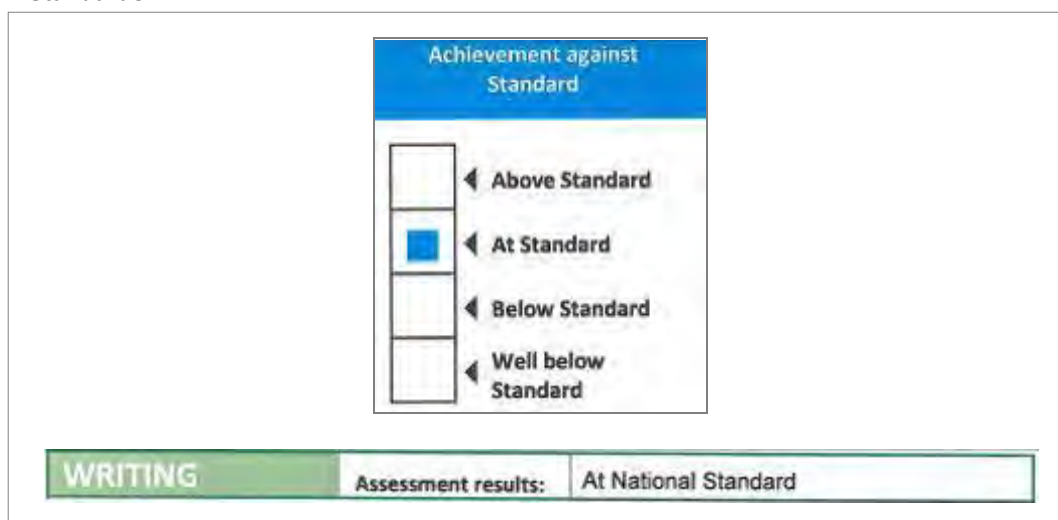 Achievement against
Standard
Above Standard
At Standard
Below Standard
Well below
Standard
WRITING
Assessment results:
At National Standard